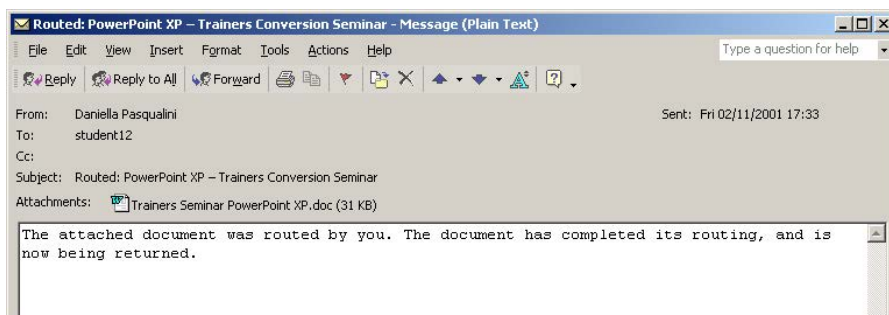 Routed: PowerPoint XP – Trainers Conversion Seminar - Message (Plain Text)
File Edit View Insert Format Tools Actions Help Type a question for help
Reply Reply to All Forward
From: Daniella Pasqualini Sent: Fri 02/11/2001 17:33
To: student12
Cc:
Subject: Routed: PowerPoint XP – Trainers Conversion Seminar
Attachments: Trainers Seminar PowerPoint XP.doc (31 KB)
The attached document was routed by you. The document has completed its routing, and is
now being returned.